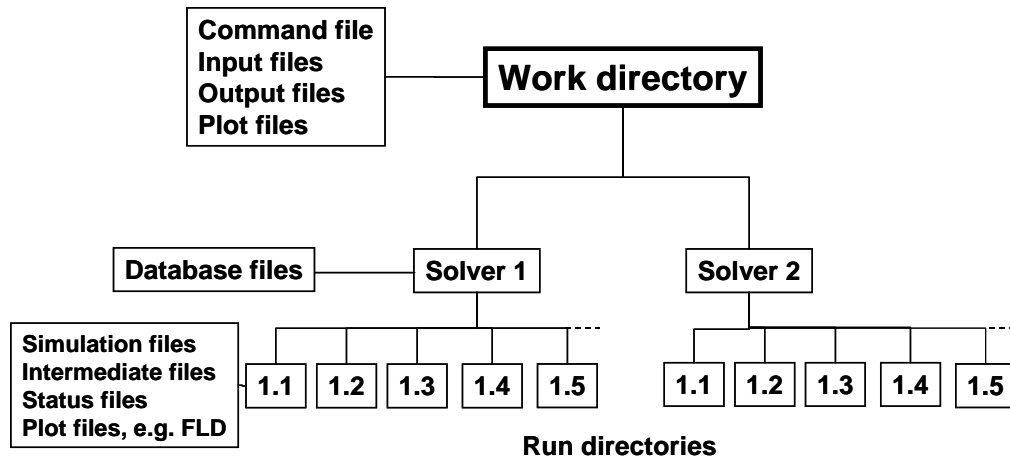 Command file
Input files
Output files
Plot files
Work directory
Database files
Solver 1
Solver 2
Simulation files
Intermediate files
Status files
Plot files, e.g. FLD
1.1
1.2
1.3
1.4
1.5
1.1
1.2
1.3
1.4
1.5
Run directories